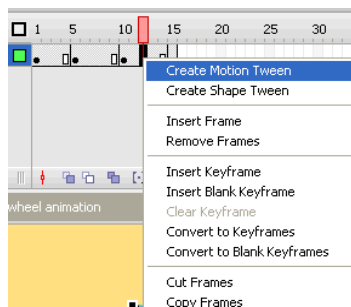 1 5 10 15 20 25 30
Create Motion Tween
Create Shape Tween
Insert Frame
Remove Frames
Insert Keyframe
Insert Blank Keyframe
Clear Keyframe
Convert to Keyframes
Convert to Blank Keyframes
wheel animation
Cut Frames
Copy Frames